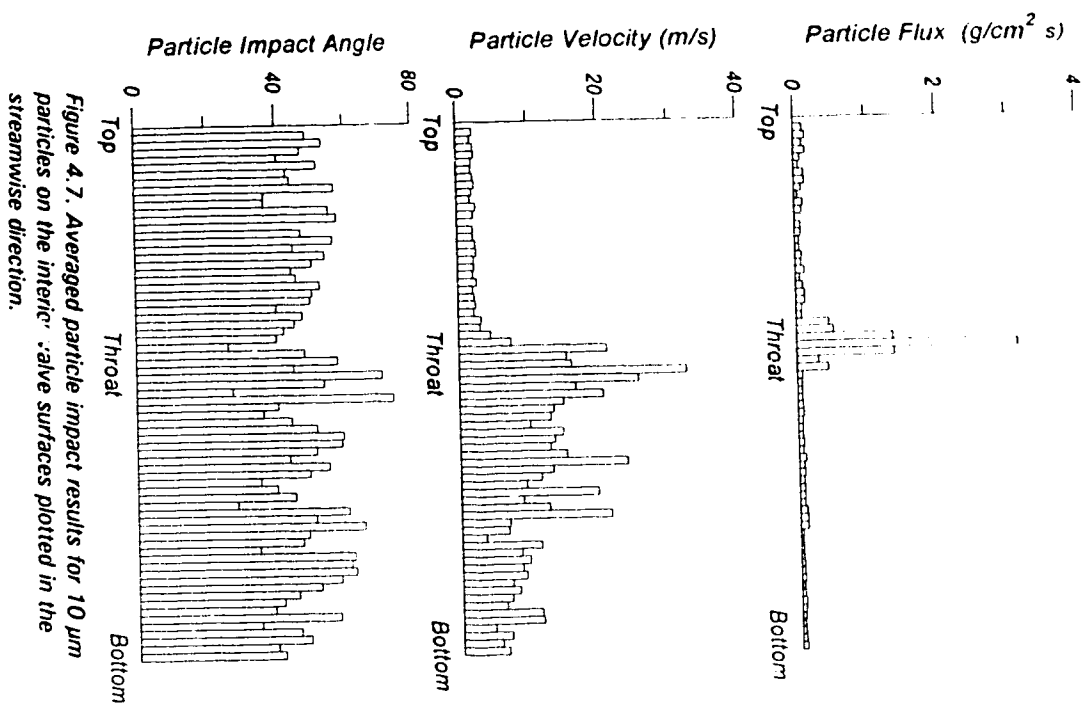 Particle Flux (g/cm² s)
0
2
4
Top
Throat
Bottom
Particle Velocity (m/s)
0
20
40
Top
Throat
Bottom
Particle Impact Angle
0
40
80
Top
Throat
Bottom
Figure 4.7. Averaged particle impact results for 10 µm
particles on the valve surfaces plotted in the
streamwise direction.